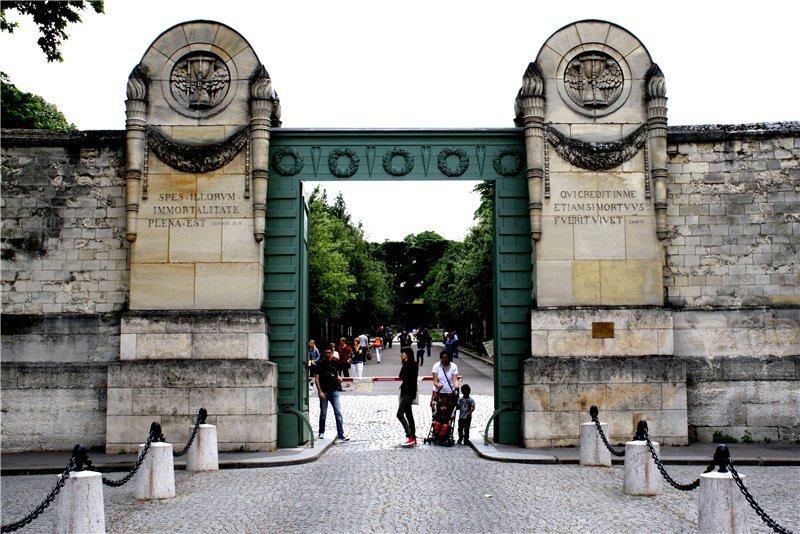 SPES·ILLORVM
IMMORTALITATE
PLENA·EST
QVI CREDIT IN ME
ETIAM SI MORTVVS
FVERIT VIVET